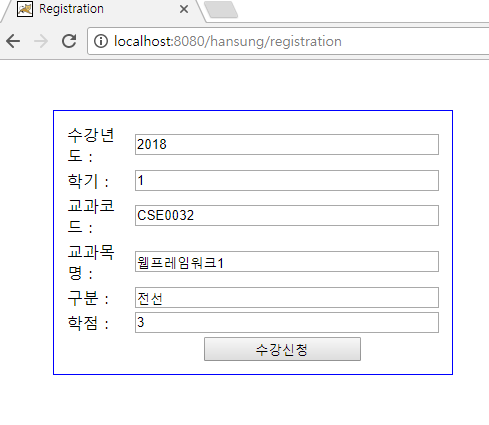 Registration
localhost:8080/hansung/registration
수강년
도 :
2018
학기 :
1
교과코
드 :
CSE0032
교과목
명 :
웹프레임워크1
구분 :
전선
학점 :
3
수강신청